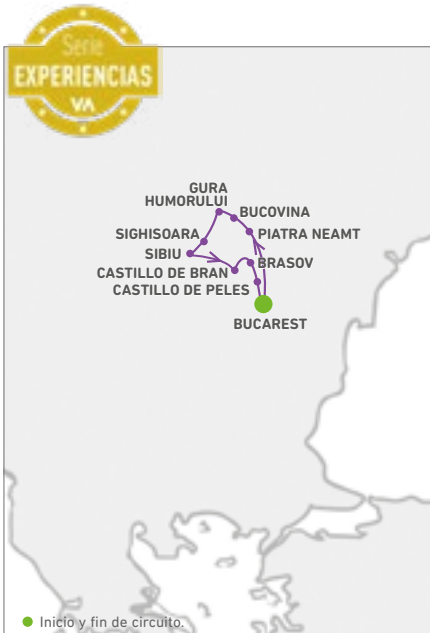 Serie
EXPERIENCIAS
VA
GURA
HUMORULUI
BUCOVINA
SIGHISOARA
PIATRA NEAMT
SIBIU
BRASOV
CASTILLO DE BRAN
CASTILLO DE PELES
BUCAREST
Inicio y fin de circuito.